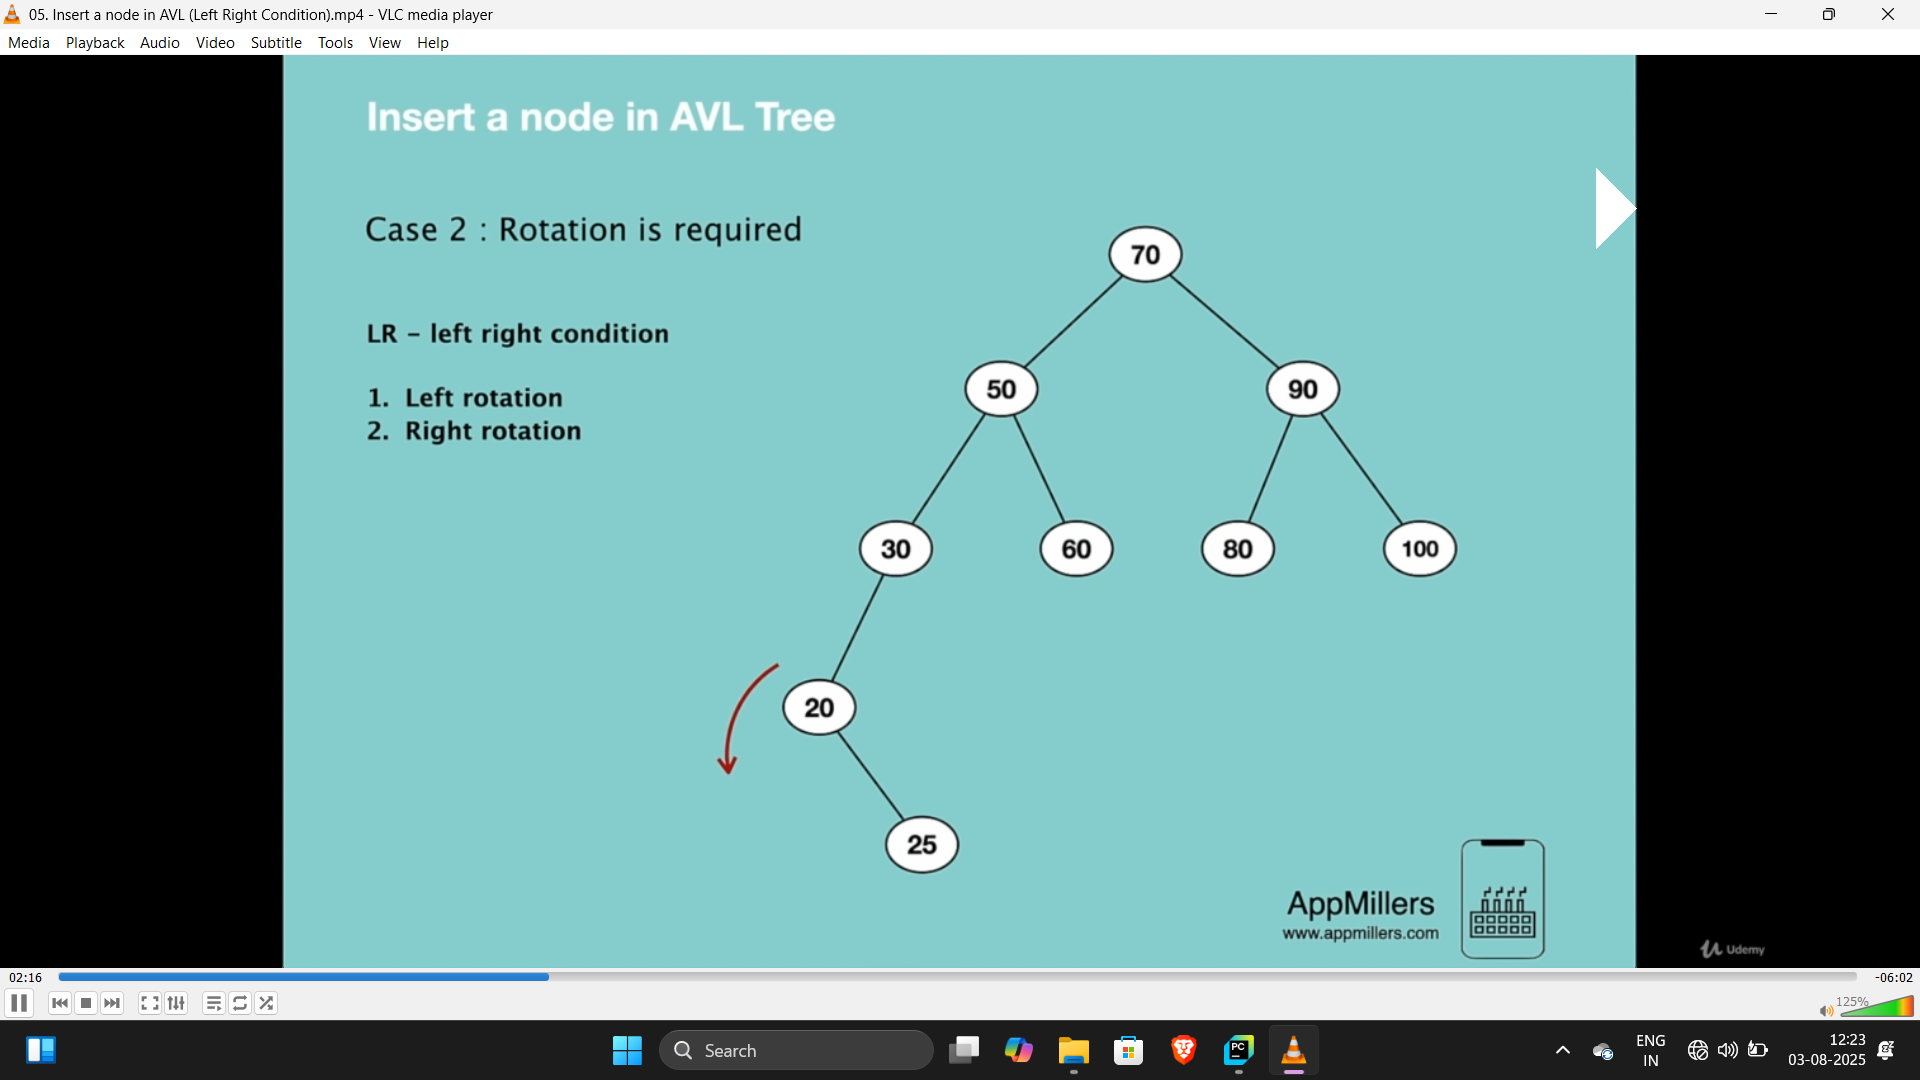 05. Insert a node in AVL (Left Right Condition).mp4 - VLC media player
Media Playback Audio Video Subtitle Tools View Help
Insert a node in AVL Tree
Case 2 : Rotation is required
LR – left right condition
1. Left rotation
2. Right rotation
70
50
90
30
60
80
100
20
25
AppMillers
www.appmillers.com
Udemy
02:16
-06:02
125%
Search
PC
ENG
IN
12:23
03-08-2025